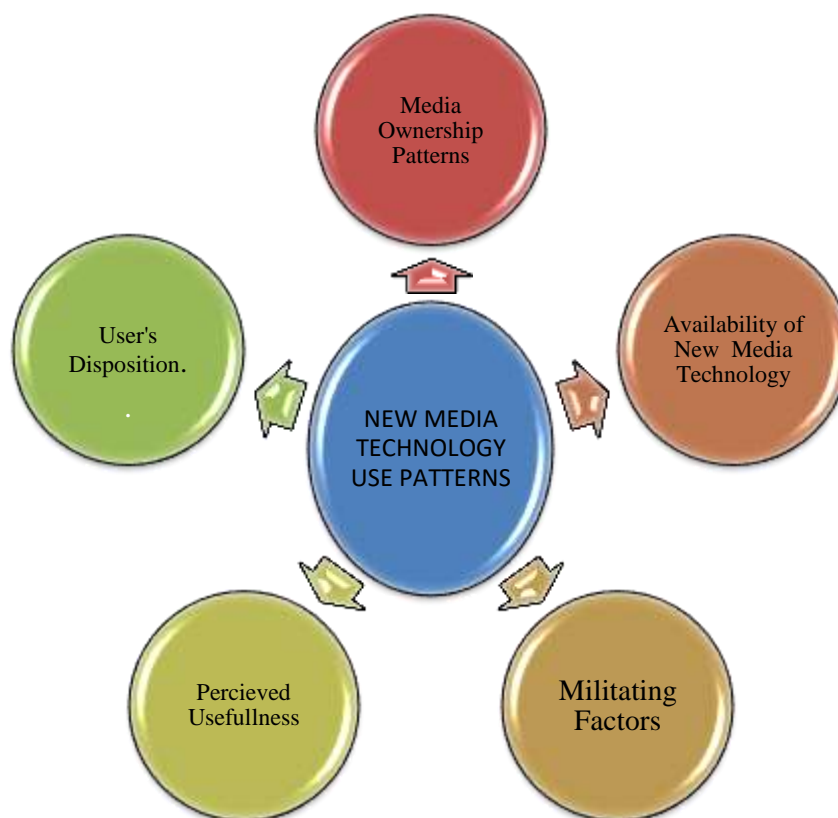 Media
Ownership
Patterns
User's
Disposition.
.
Availability of
New Media
Technology
NEW MEDIA
TECHNOLOGY
USE PATTERNS
Percieved
Usefullness
Militating
Factors